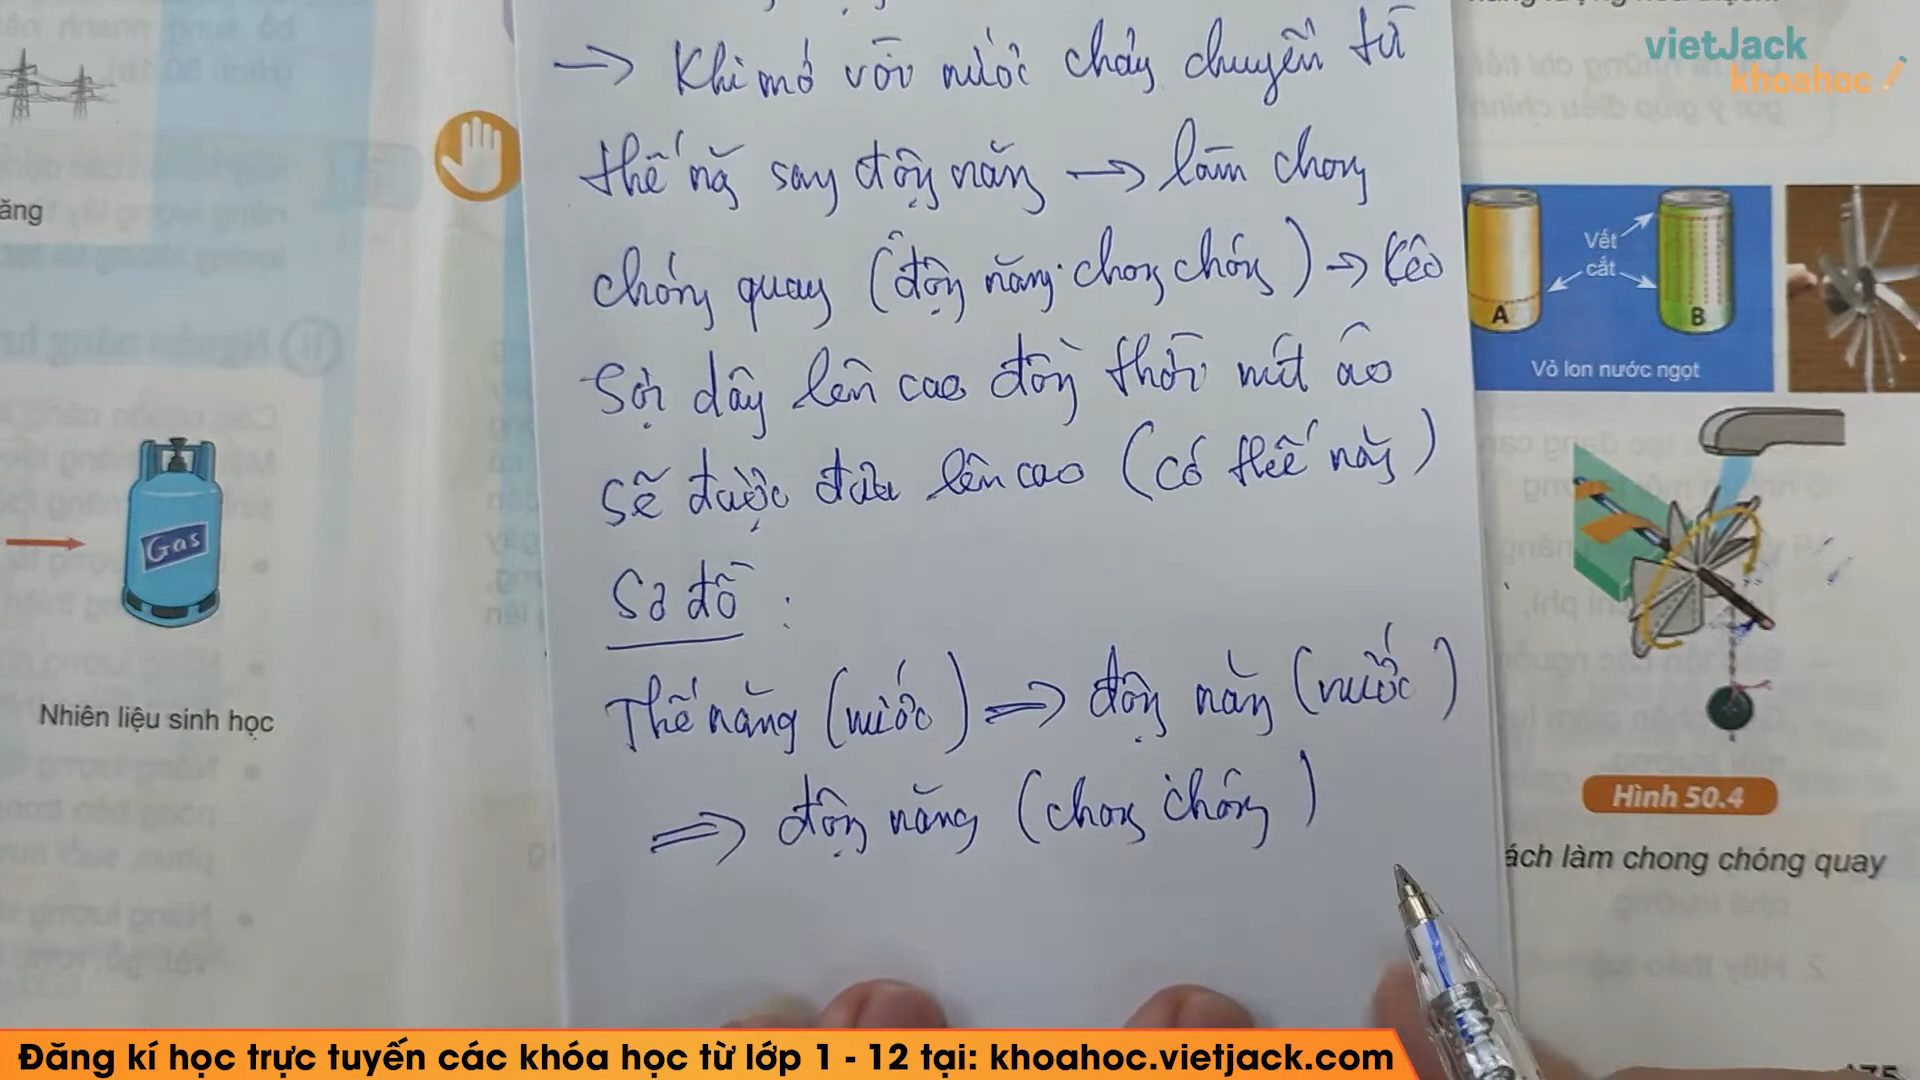 → Khi mở vòi nước chảy chuyển từ
thế ng say động năng → làm chong
chóng quay (động năng chong chóng) → kéo
Sợi dây lên cao đồng thời nút áo
sẽ được đưa lên cao (có thế năng)
Sơ đồ :
Thế năng (nước) ⇒ động năng (nước)
⇒ động năng (chong chóng)
ăng
Gas
Nhiên liệu sinh học
vietJack
khoahoc
Vết
cắt
A
B
Vỏ lon nước ngọt
Hình 50.4
ách làm chong chóng quay
Đăng kí học trực tuyến các khóa học từ lớp 1 - 12 tại: khoahoc.vietjack.com